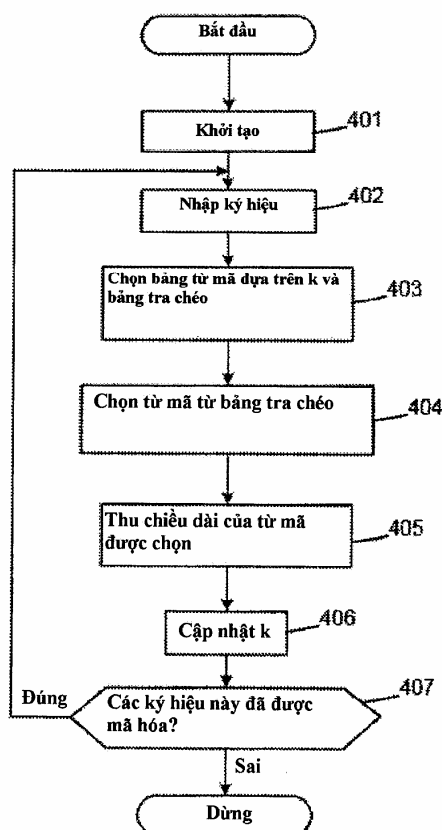 Bắt đầu
Khởi tạo
401
Nhập ký hiệu
402
Chọn bảng từ mã dựa trên k và
bảng tra chéo
403
Chọn từ mã từ bảng tra chéo
404
Thu chiều dài của từ mã
được chọn
405
Cập nhật k
406
Các ký hiệu này đã được
mã hóa?
407
Đúng
Sai
Dừng